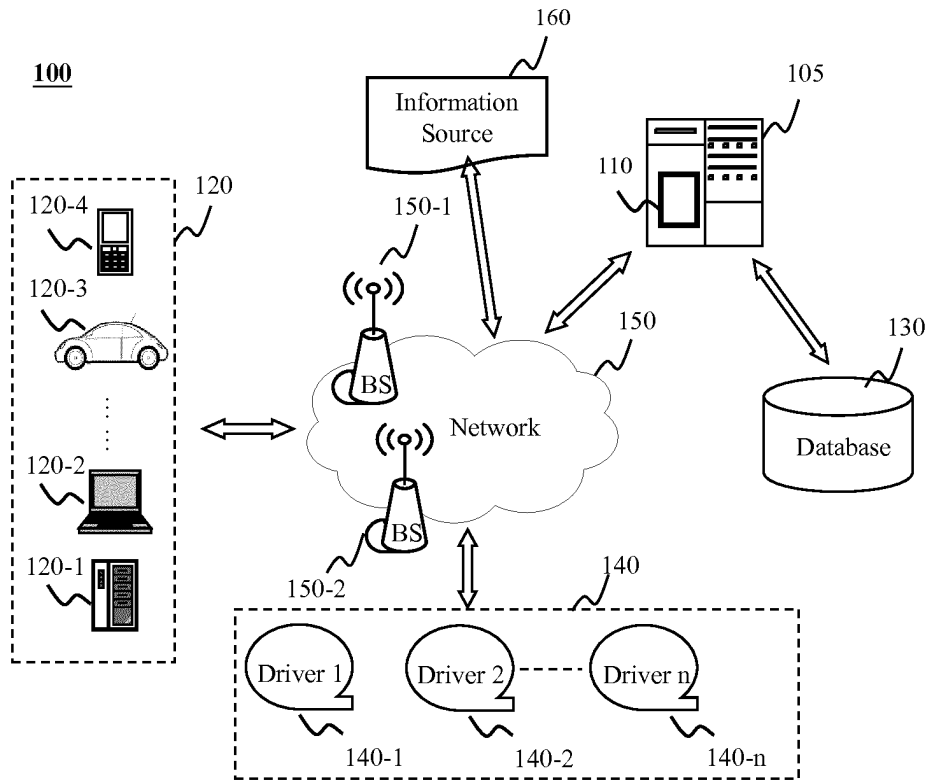 160
100
105
Information
Source
110
120
120-4
150-1
120-3
150
130
BS
Network
Database
120-2
BS
120-1
150-2
140
Driver 1
Driver 2
Driver n
140-1
140-2
140-n